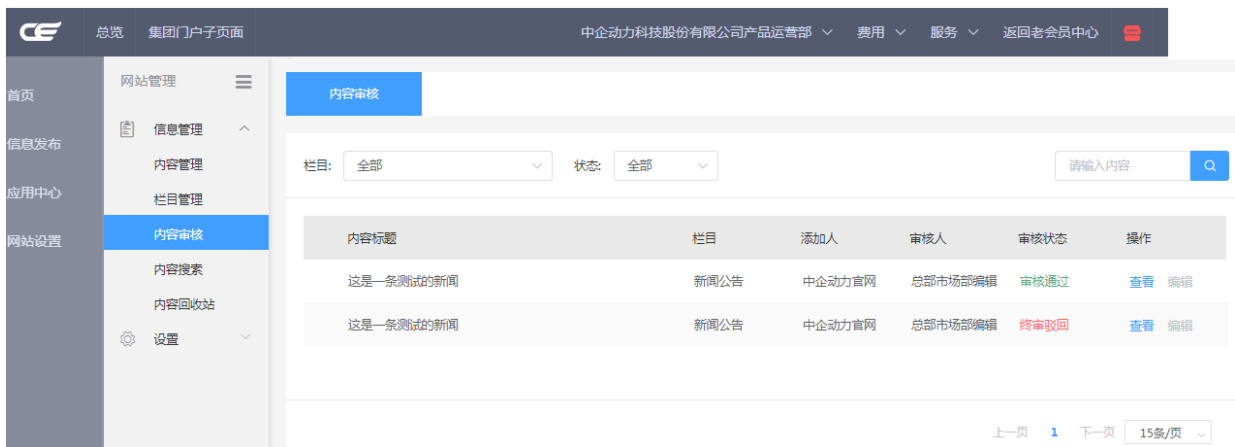 CE 总览 集团门户子页面 中企动力科技股份有限公司产品运营部 费用 服务 返回老会员中心
首页
信息发布
应用中心
网站设置
网站管理
信息管理
内容管理
栏目管理
内容审核
内容搜索
内容回收站
设置
内容审核
栏目: 全部 状态: 全部 请输入内容
内容标题 栏目 添加人 审核人 审核状态 操作
这是一条测试的新闻 新闻公告 中企动力官网 总部市场部编辑 审核通过 查看 编辑
这是一条测试的新闻 新闻公告 中企动力官网 总部市场部编辑 终审驳回 查看 编辑
上一页 1 下一页 15条/页